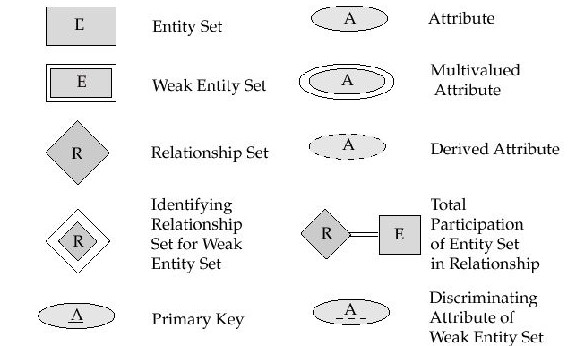 E
Entity Set
A
Attribute
E
Weak Entity Set
A
Multivalued
Attribute
R
Relationship Set
A
Derived Attribute
R
Identifying
Relationship
Set for Weak
Entity Set
R
E
Total
Participation
of Entity Set
in Relationship
A
Primary Key
A
Discriminating
Attribute of
Weak Entity Set